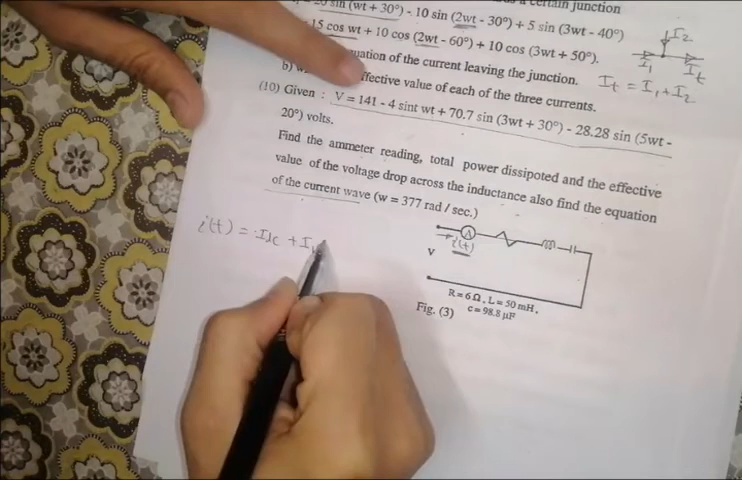 sin (wt + 30°) - 10 sin (2wt - 30°) + 5 sin (3wt - 40°)
15 cos wt + 10 cos (2wt - 60°) + 10 cos (3wt + 50°).
uation of the current leaving the junction.
b) w ffective value of each of the three currents.
I2
I1 It
It = I1 + I2
(10) Given : V = 141 - 4 sint wt + 70.7 sin (3wt + 30°) - 28.28 sin (5wt -
20°) volts.
Find the ammeter reading, total power dissipoted and the effective
value of the voltage drop across the inductance also find the equation
of the current wave (w = 377 rad / sec.)
i(t) = Idc + I
A
i(t)
V
R = 6 Ω, L = 50 mH,
c = 98.8 μF
Fig. (3)